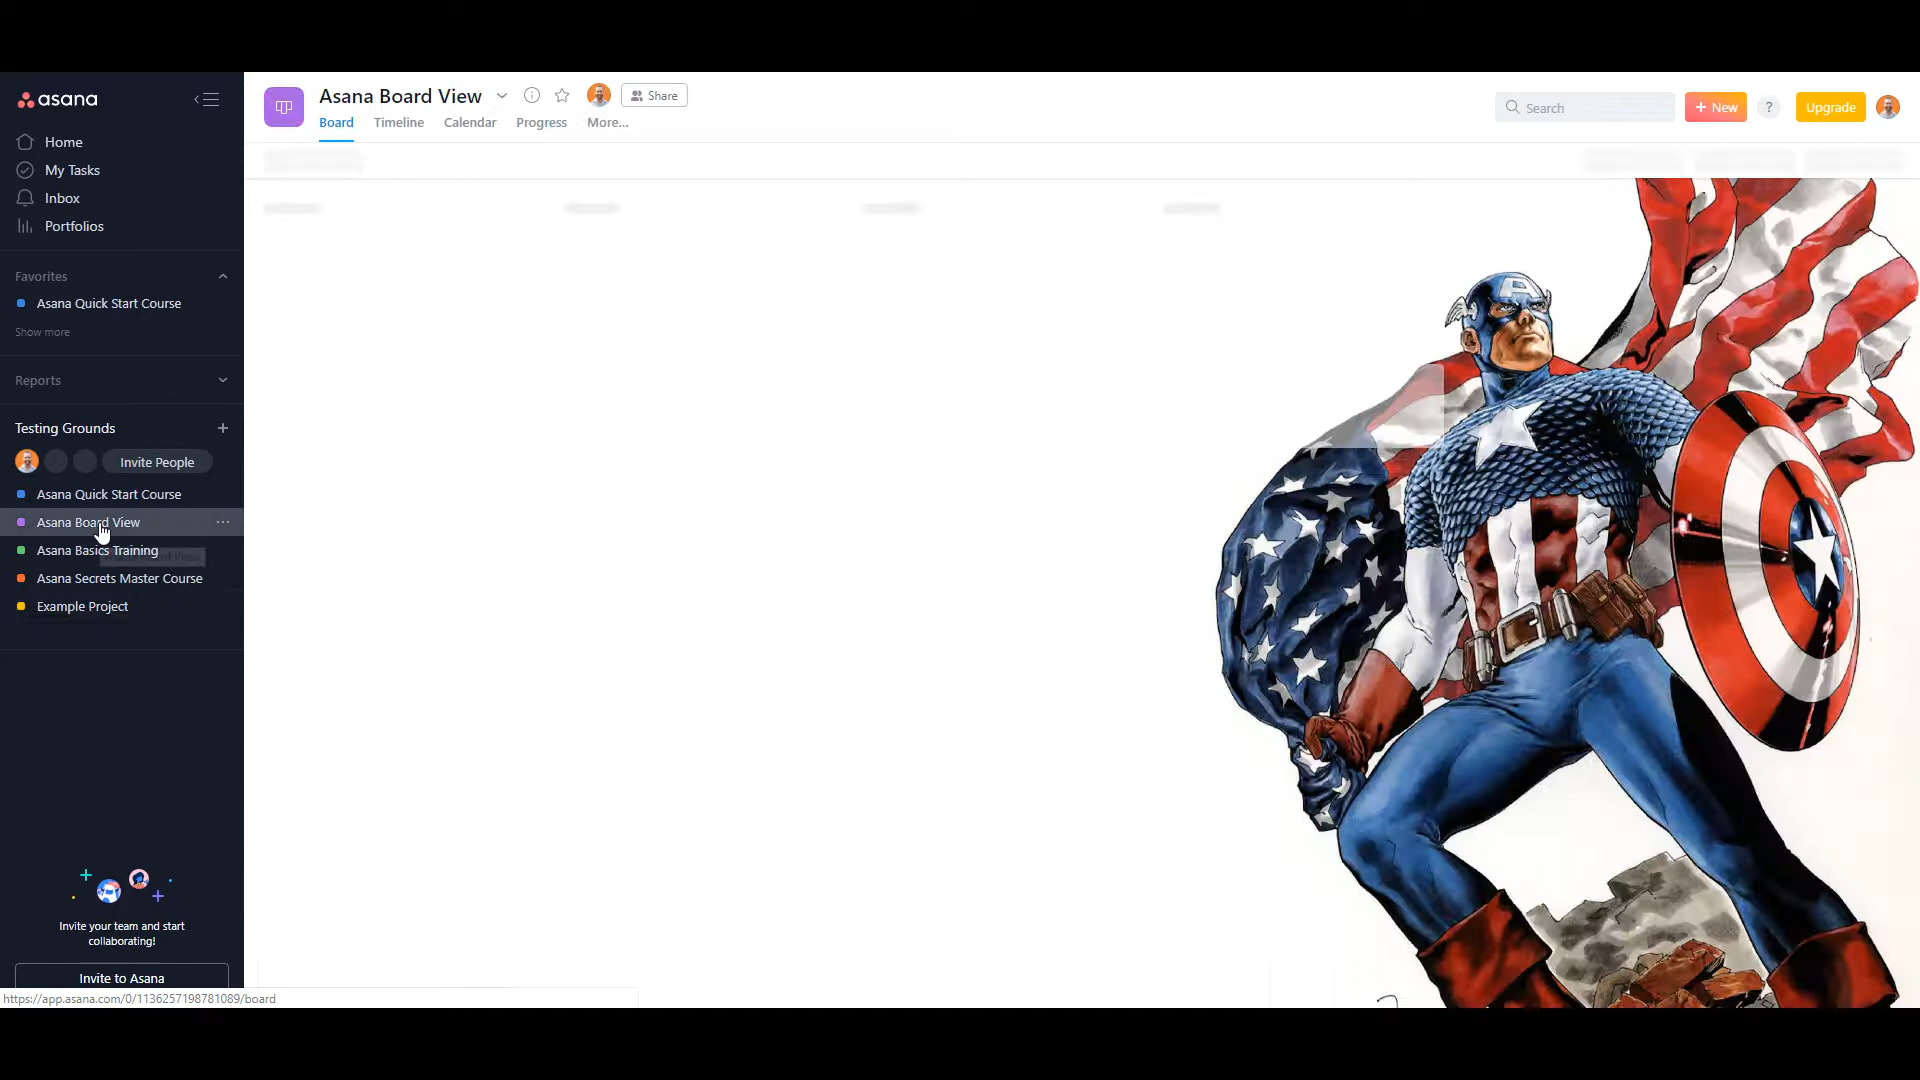 asana
Home
My Tasks
Inbox
Portfolios
Favorites
Asana Quick Start Course
Show more
Reports
Testing Grounds
Invite People
Asana Quick Start Course
Asana Board View
Asana Basics Training
Asana Secrets Master Course
Example Project
Invite your team and start
collaborating!
Invite to Asana
https://app.asana.com/0/1136257198781089/board
Asana Board View
Share
Board Timeline Calendar Progress More...
Search
+ New
?
Upgrade
A